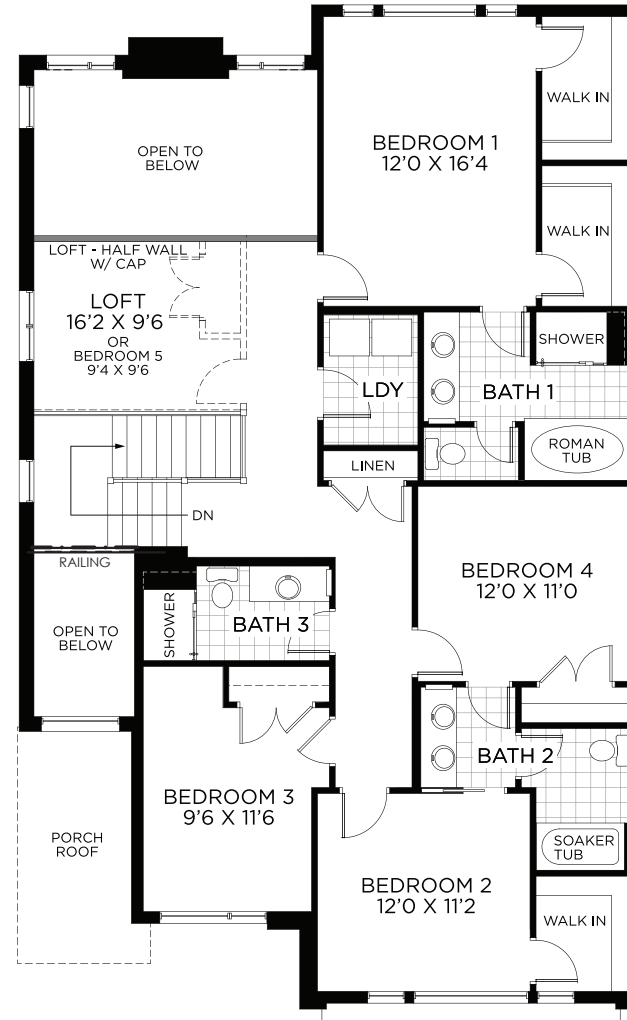 WALK IN
BEDROOM 1
12'0 X 16'4
OPEN TO
BELOW
WALK IN
LOFT - HALF WALL
W/ CAP
LOFT
16'2 X 9'6
OR
BEDROOM 5
9'4 X 9'6
SHOWER
LDY
BATH 1
ROMAN
TUB
LINEN
DN
RAILING
BEDROOM 4
12'0 X 11'0
OPEN TO
BELOW
SHOWER
BATH 3
BATH 2
BEDROOM 3
9'6 X 11'6
PORCH
ROOF
SOAKER
TUB
BEDROOM 2
12'0 X 11'2
WALK IN